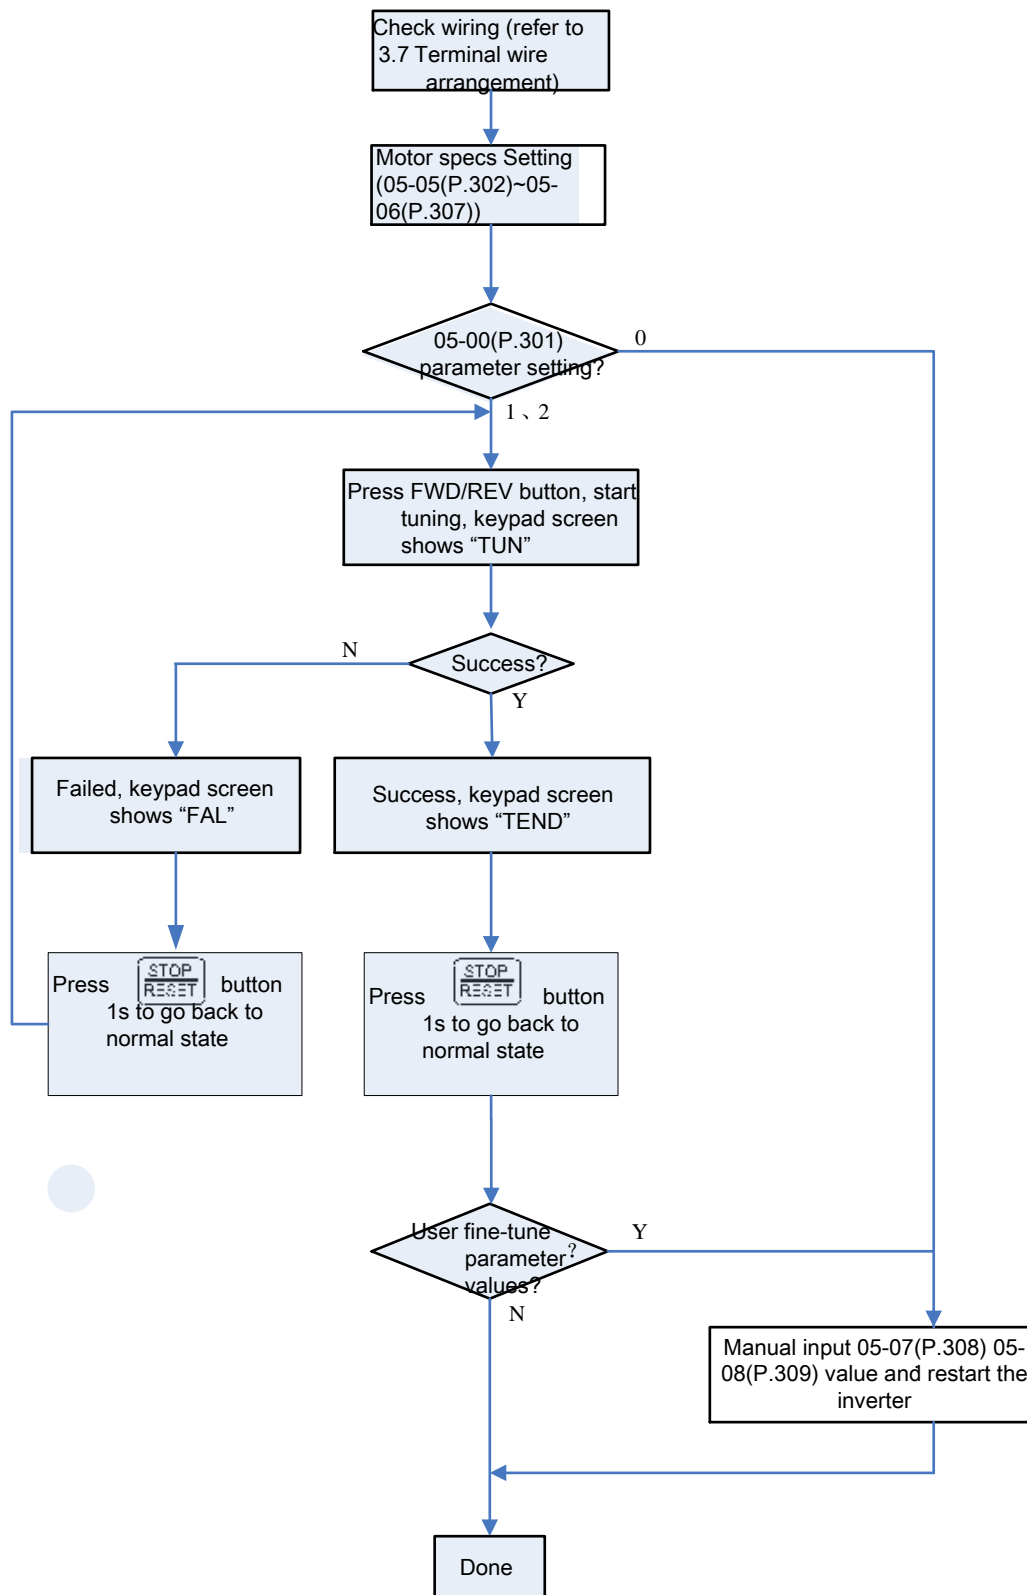 Check wiring (refer to
3.7 Terminal wire
arrangement)
Motor specs Setting
(05-05(P.302)~05-
06(P.307))
05-00(P.301)
parameter setting?
0
1、2
Press FWD/REV button, start
tuning, keypad screen
shows “TUN”
Success?
N
Y
Failed, keypad screen
shows “FAL”
Success, keypad screen
shows “TEND”
Press STOP RESET button
1s to go back to
normal state
Press STOP RESET button
1s to go back to
normal state
User fine-tune
parameter ?
values?
Y
N
Manual input 05-07(P.308) 05-
08(P.309) value and restart the
inverter
Done